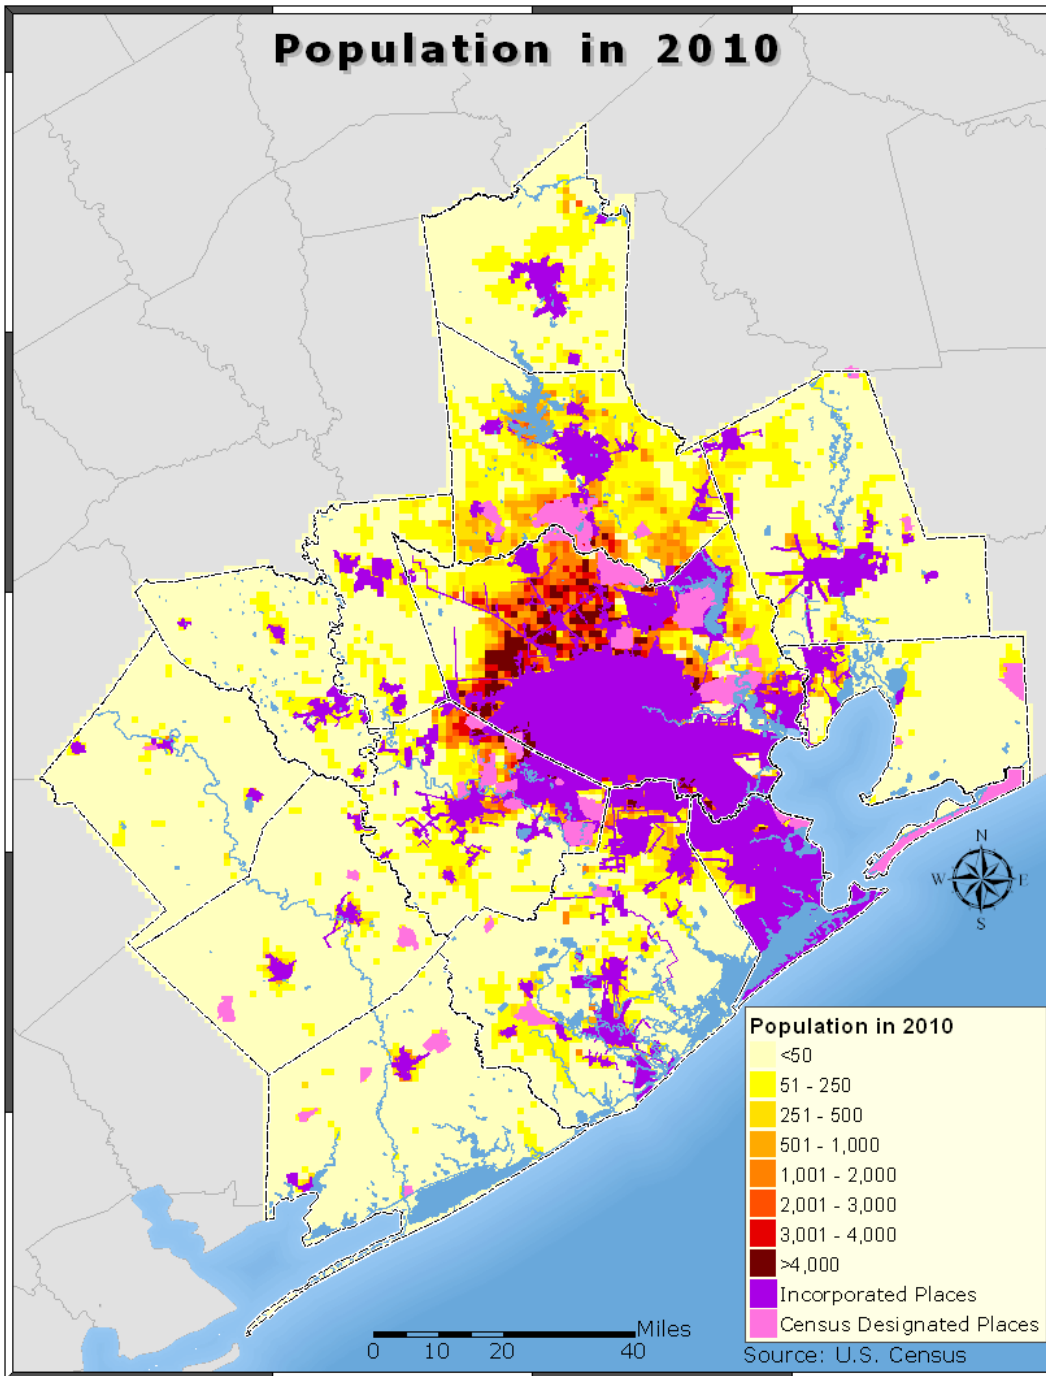 Population in 2010
N
W E
S
Population in 2010
<50
51 - 250
251 - 500
501 - 1,000
1,001 - 2,000
2,001 - 3,000
3,001 - 4,000
>4,000
Incorporated Places
Census Designated Places
Miles
0 10 20 40
Source: U.S. Census